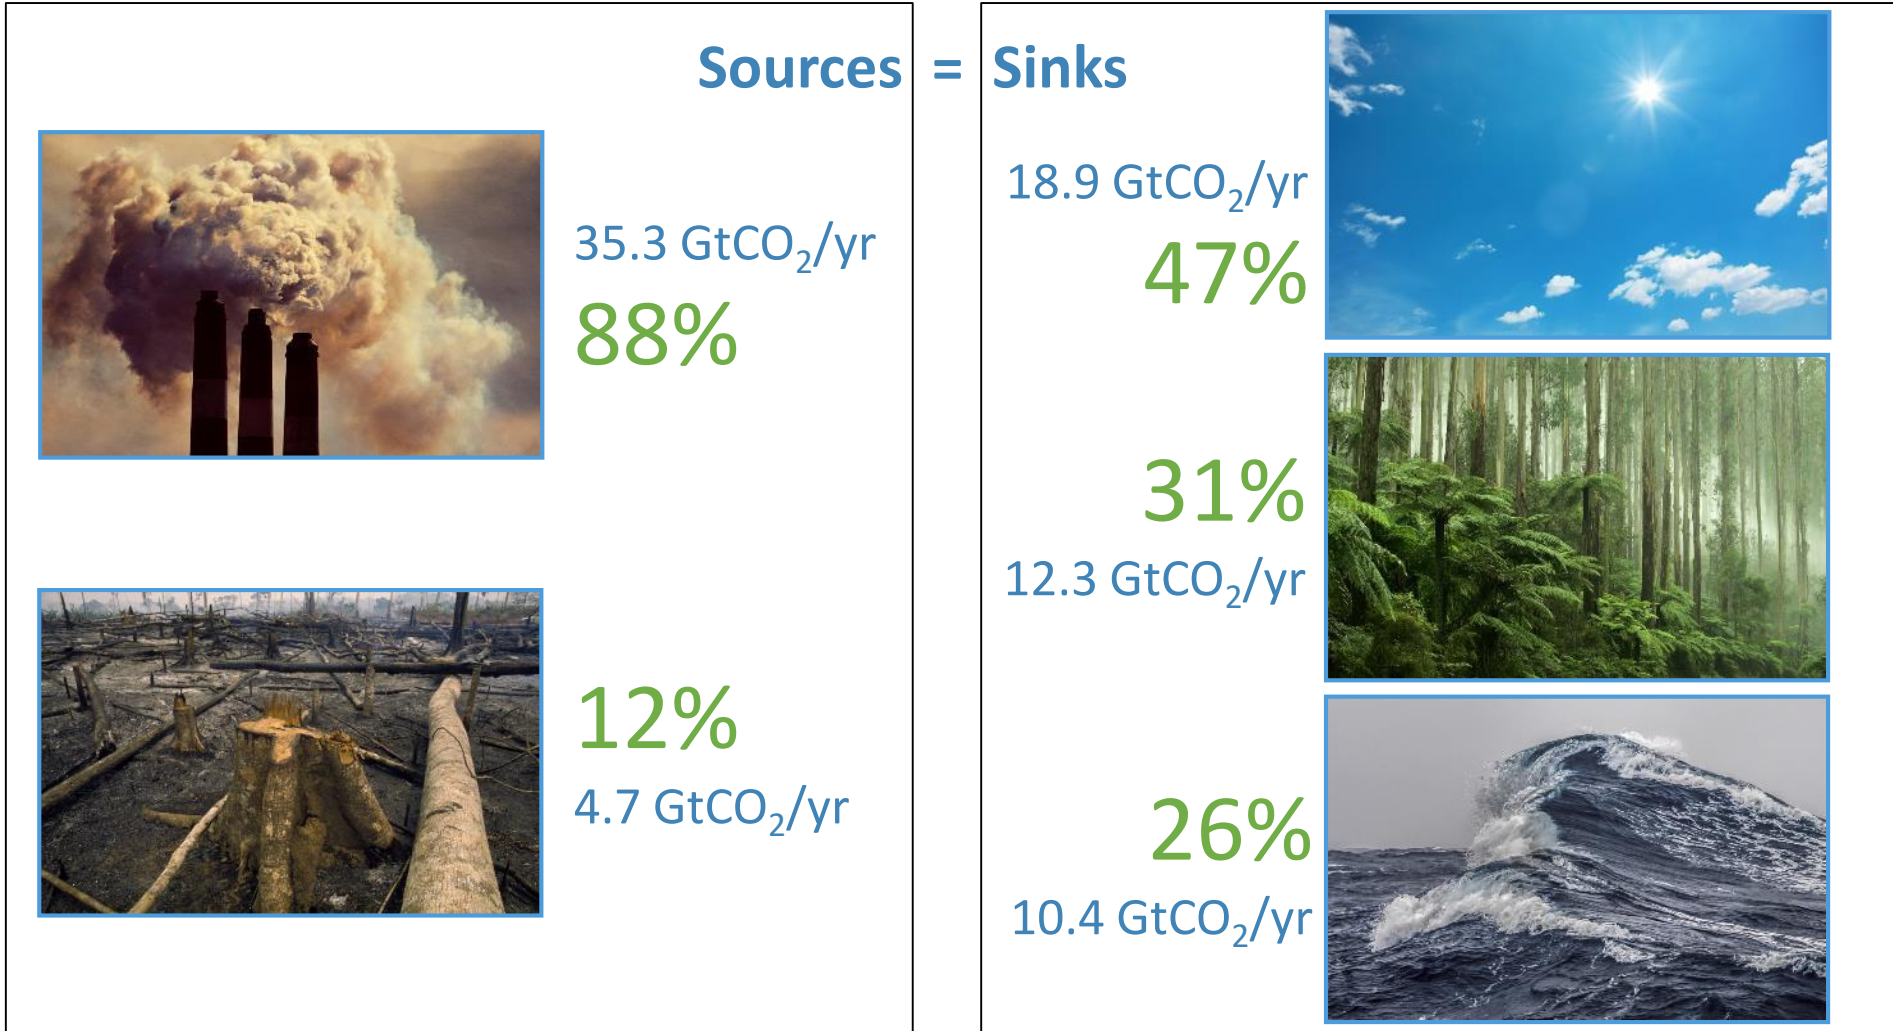 Sources = Sinks
35.3 GtCO₂/yr
88%
12%
4.7 GtCO₂/yr
18.9 GtCO₂/yr
47%
31%
12.3 GtCO₂/yr
26%
10.4 GtCO₂/yr